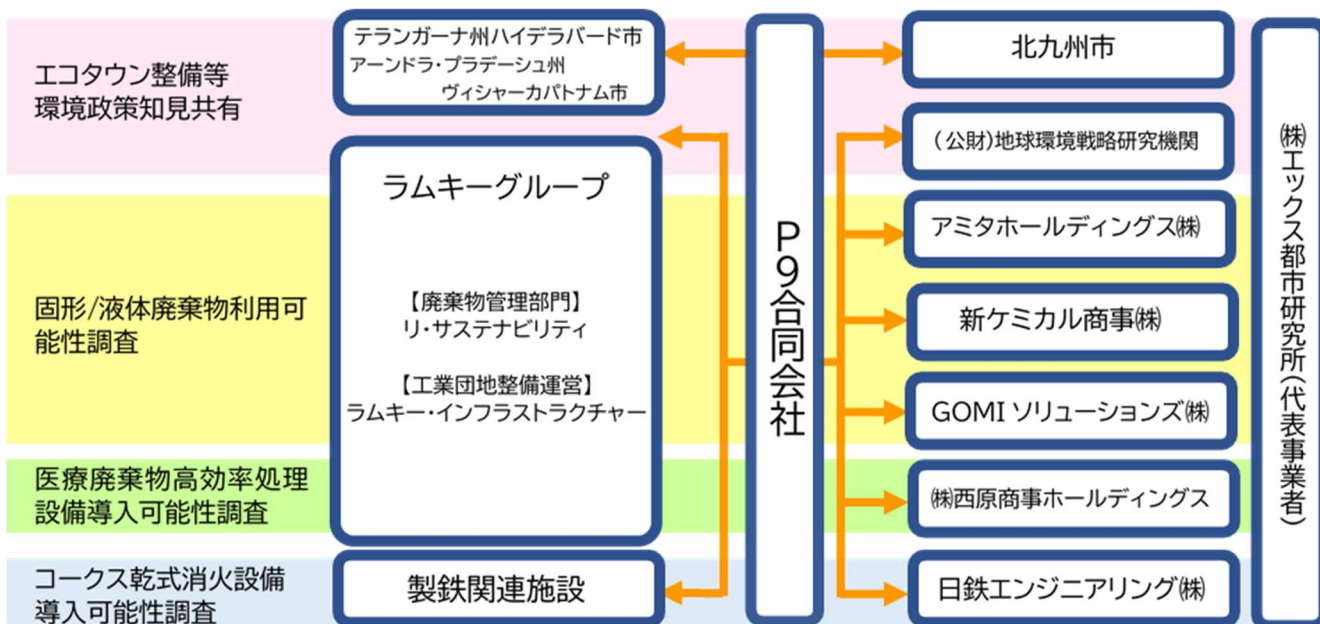 エコタウン整備等
環境政策知見共有
テランガーナ州ハイデラバード市
アーンドラ・プラデーシュ州
ヴィシャーカパトナム市
北九州市
(公財)地球環境戦略研究機関
ラムキーグループ
固形/液体廃棄物利用可
能性調査
【廃棄物管理部門】
リ・サステナビリティ
【工業団地整備運営】
ラムキー・インフラストラクチャー
アミタホールディングス㈱
新ケミカル商事㈱
GOMI ソリューションズ㈱
医療廃棄物高効率処理
設備導入可能性調査
㈱西原商事ホールディングス
コークス乾式消火設備
導入可能性調査
製鉄関連施設
日鉄エンジニアリング㈱
P9合同会社
㈱エックス都市研究所(代表事業者)